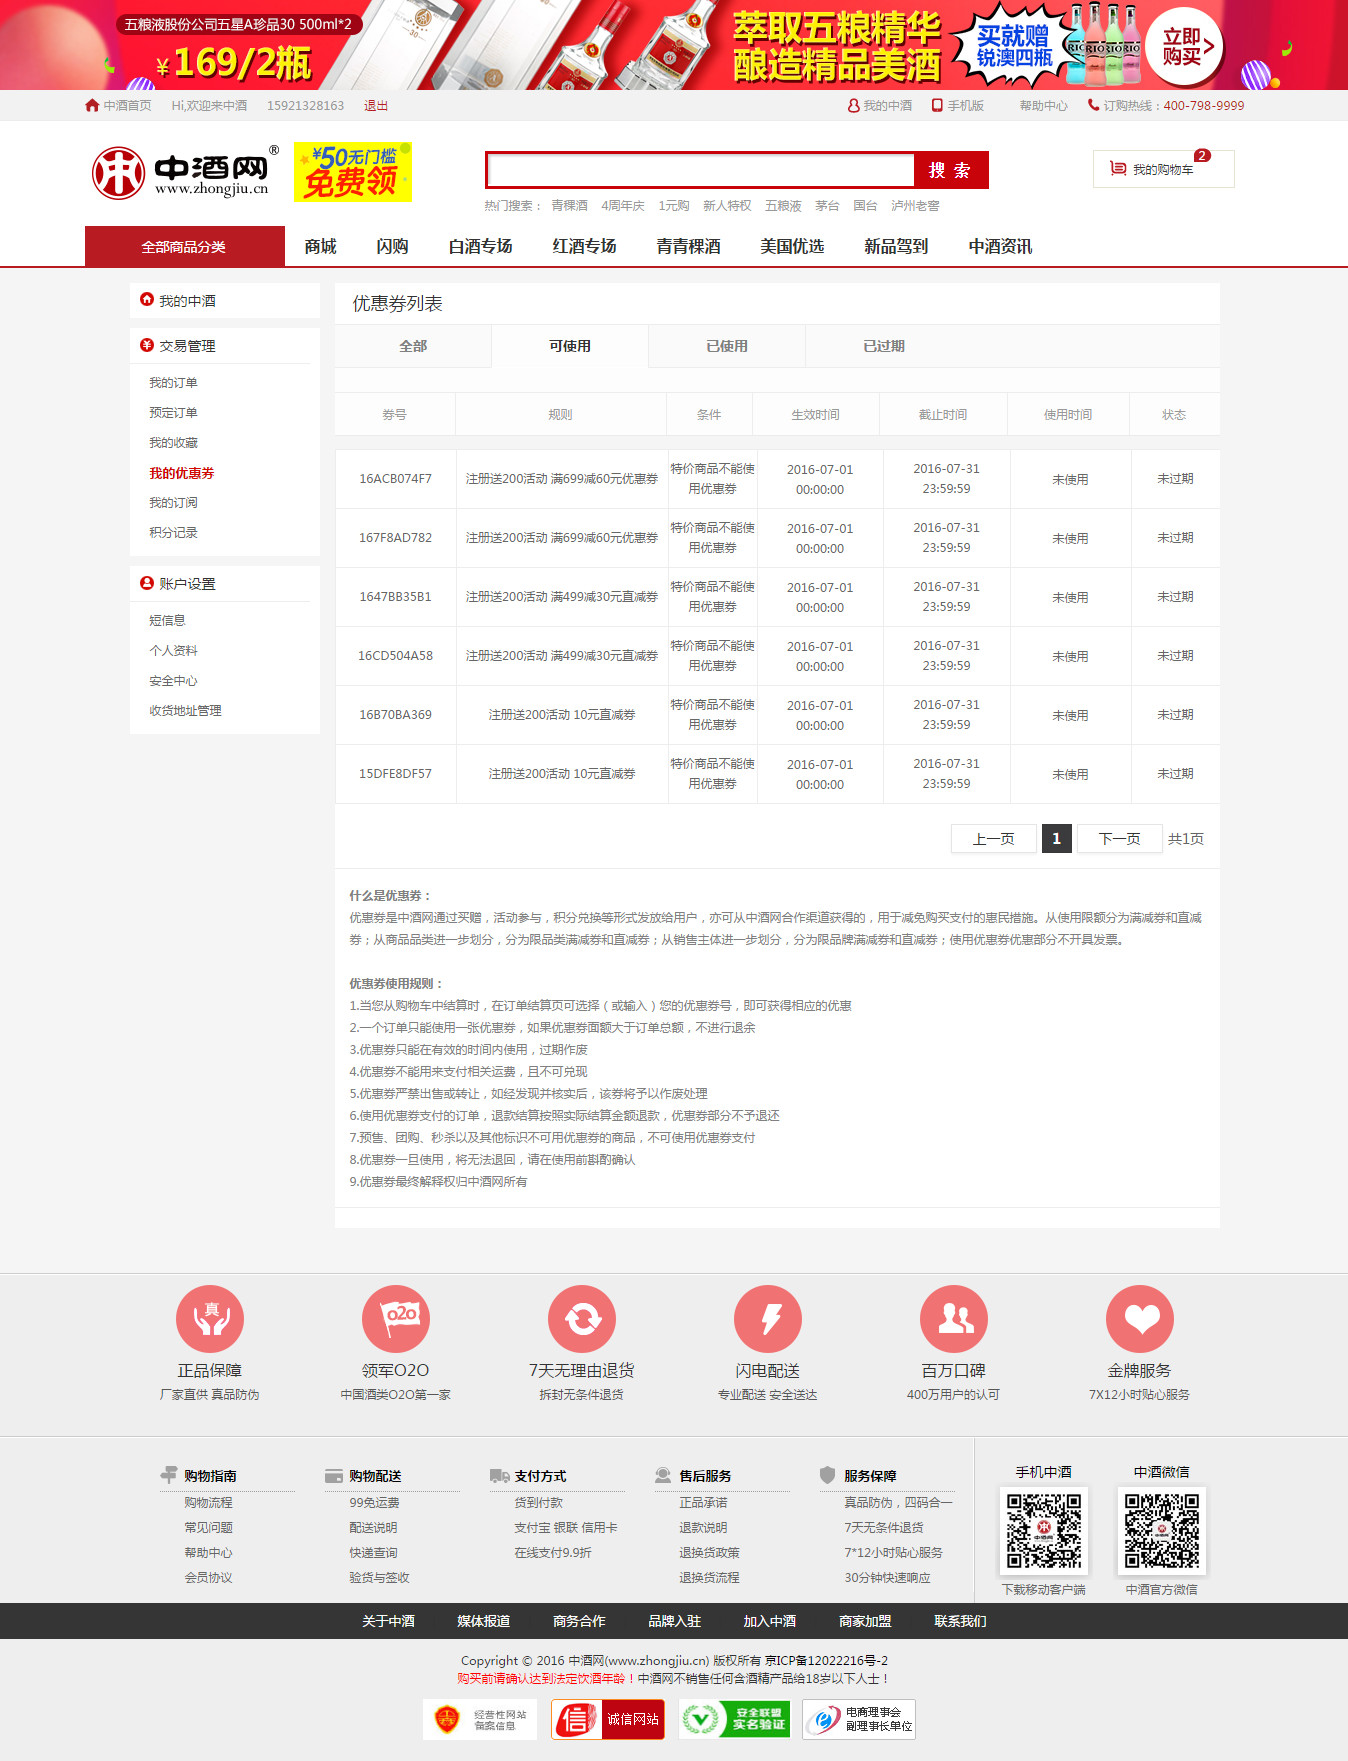 五粮液股份公司五星A珍品30 500ml*2
¥169/2瓶
萃取五粮精华
酿造精品美酒
买就赠
锐澳四瓶
RIO
立即
购买>
中酒首页 Hi,欢迎来中酒 15921328163 退出
我的中酒 手机版 帮助中心 订购热线：400-798-9999
中酒网®
www.zhongjiu.cn
¥50无门槛
免费领
搜 索
我的购物车 2
热门搜索： 青稞酒 4周年庆 1元购 新人特权 五粮液 茅台 国台 泸州老窖
全部商品分类 商城 闪购 白酒专场 红酒专场 青青稞酒 美国优选 新品驾到 中酒资讯
我的中酒
交易管理
我的订单
预定订单
我的收藏
我的优惠券
我的订阅
积分记录
账户设置
短信息
个人资料
安全中心
收货地址管理
优惠券列表
全部 可使用 已使用 已过期
券号 规则 条件 生效时间 截止时间 使用时间 状态
16ACB074F7 注册送200活动 满699减60元优惠券 特价商品不能使用优惠券 2016-07-01 00:00:00 2016-07-31 23:59:59 未使用 未过期
167F8AD782 注册送200活动 满699减60元优惠券 特价商品不能使用优惠券 2016-07-01 00:00:00 2016-07-31 23:59:59 未使用 未过期
1647BB35B1 注册送200活动 满499减30元直减券 特价商品不能使用优惠券 2016-07-01 00:00:00 2016-07-31 23:59:59 未使用 未过期
16CD504A58 注册送200活动 满499减30元直减券 特价商品不能使用优惠券 2016-07-01 00:00:00 2016-07-31 23:59:59 未使用 未过期
16B70BA369 注册送200活动 10元直减券 特价商品不能使用优惠券 2016-07-01 00:00:00 2016-07-31 23:59:59 未使用 未过期
15DFE8DF57 注册送200活动 10元直减券 特价商品不能使用优惠券 2016-07-01 00:00:00 2016-07-31 23:59:59 未使用 未过期
上一页 1 下一页 共1页
什么是优惠券：
优惠券是中酒网通过买赠，活动参与，积分兑换等形式发放给用户，亦可从中酒网合作渠道获得的，用于减免购买支付的惠民措施。从使用限额分为满减券和直减
券；从商品品类进一步划分，分为限品类满减券和直减券；从销售主体进一步划分，分为限品牌满减券和直减券；使用优惠券优惠部分不开具发票。
优惠券使用规则：
1.当您从购物车中结算时，在订单结算页可选择（或输入）您的优惠券号，即可获得相应的优惠
2.一个订单只能使用一张优惠券，如果优惠券面额大于订单总额，不进行退余
3.优惠券只能在有效的时间内使用，过期作废
4.优惠券不能用来支付相关运费，且不可兑现
5.优惠券严禁出售或转让，如经发现并核实后，该券将予以作废处理
6.使用优惠券支付的订单，退款结算按照实际结算金额退款，优惠券部分不予退还
7.预售、团购、秒杀以及其他标识不可用优惠券的商品，不可使用优惠券支付
8.优惠券一旦使用，将无法退回，请在使用前斟酌确认
9.优惠券最终解释权归中酒网所有
真 o2o
正品保障 领军O2O 7天无理由退货 闪电配送 百万口碑 金牌服务
厂家直供 真品防伪 中国酒类O2O第一家 拆封无条件退货 专业配送 安全送达 400万用户的认可 7X12小时贴心服务
购物指南 购物配送 支付方式 售后服务 服务保障 手机中酒 中酒微信
购物流程 99免运费 货到付款 正品承诺 真品防伪，四码合一
常见问题 配送说明 支付宝 银联 信用卡 退款说明 7天无条件退货
帮助中心 快递查询 在线支付9.9折 退换货政策 7*12小时贴心服务
会员协议 验货与签收 退换货流程 30分钟快速响应
下载移动客户端 中酒官方微信
关于中酒 媒体报道 商务合作 品牌入驻 加入中酒 商家加盟 联系我们
Copyright © 2016 中酒网(www.zhongjiu.cn) 版权所有 京ICP备12022216号-2
购买前请确认达到法定饮酒年龄！中酒网不销售任何含酒精产品给18岁以下人士！
经营性网站
备案信息
信 诚信网站
安全联盟
实名验证
电商理事会
副理事长单位